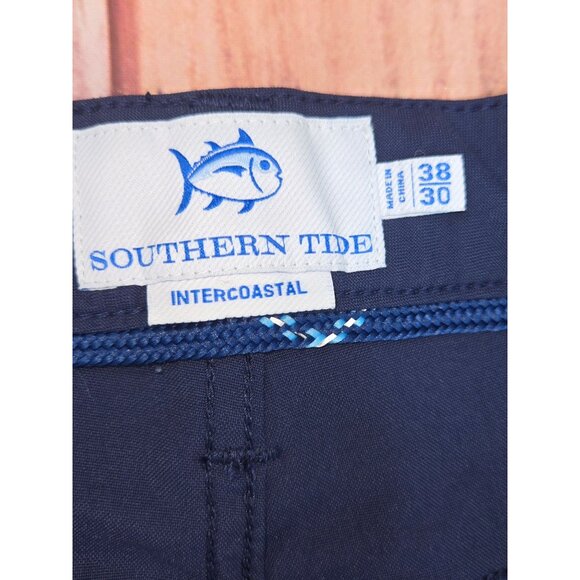 SOUTHERN TIDE
INTERCOASTAL
MADE IN
CHINA
38
30